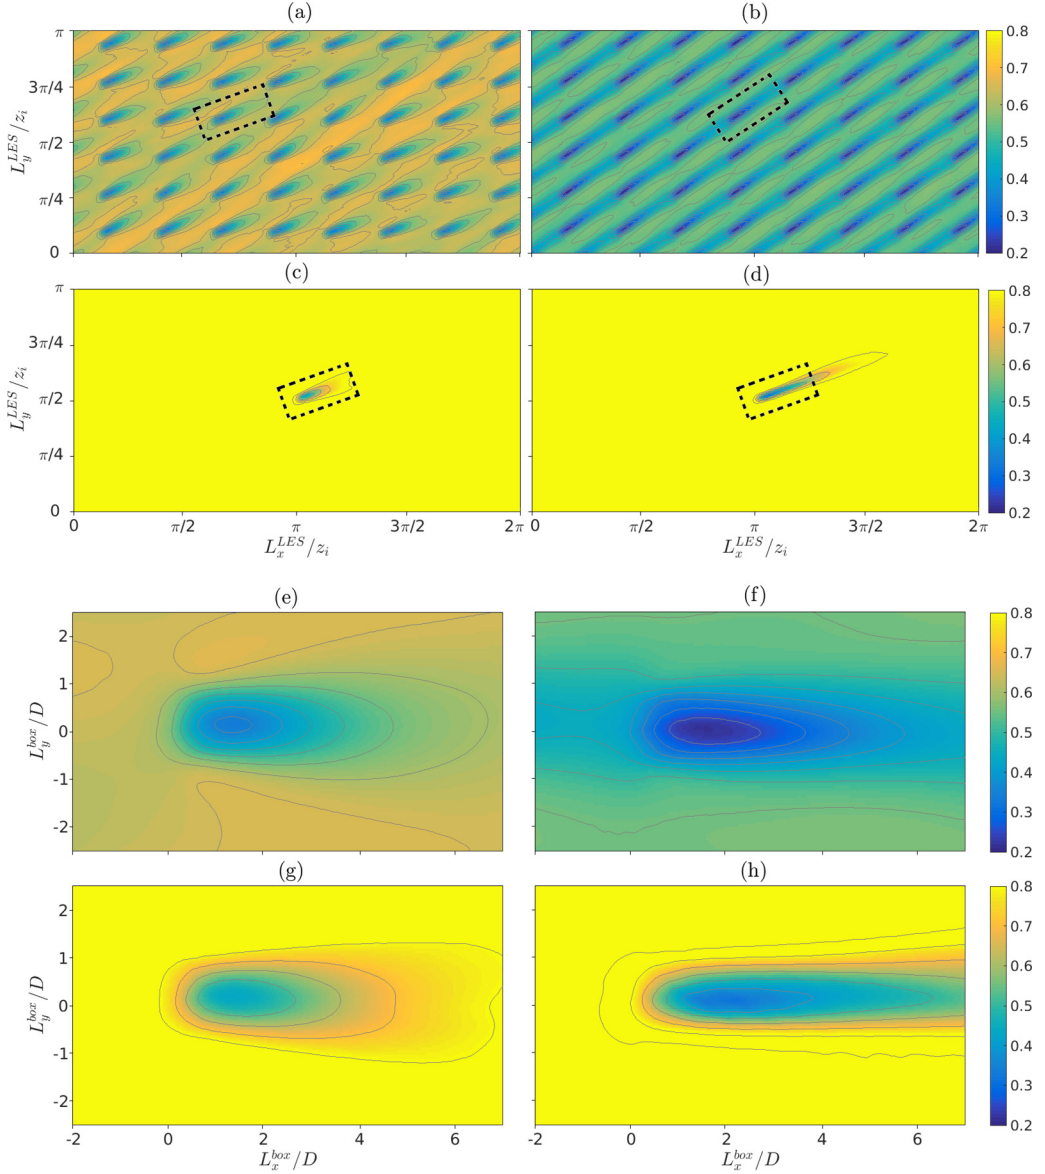 (a) (b)
π 0.8
3π/4 0.7
L_y^{LES}/z_i π/2 0.6
0.5
π/4 0.4
0.3
0 0.2
(c) (d)
π 0.8
3π/4 0.7
L_y^{LES}/z_i π/2 0.6
0.5
π/4 0.4
0.3
0 0.2
0 π/2 π 3π/2 2π 0 π/2 π 3π/2 2π
L_x^{LES}/z_i L_x^{LES}/z_i
(e) (f)
0.8
2 0.7
1 0.6
L_y^{box}/D 0 0.5
-1 0.4
-2 0.3
0.2
(g) (h)
0.8
2 0.7
1 0.6
L_y^{box}/D 0 0.5
-1 0.4
-2 0.3
0.2
-2 0 2 4 6 -2 0 2 4 6
L_x^{box}/D L_x^{box}/D